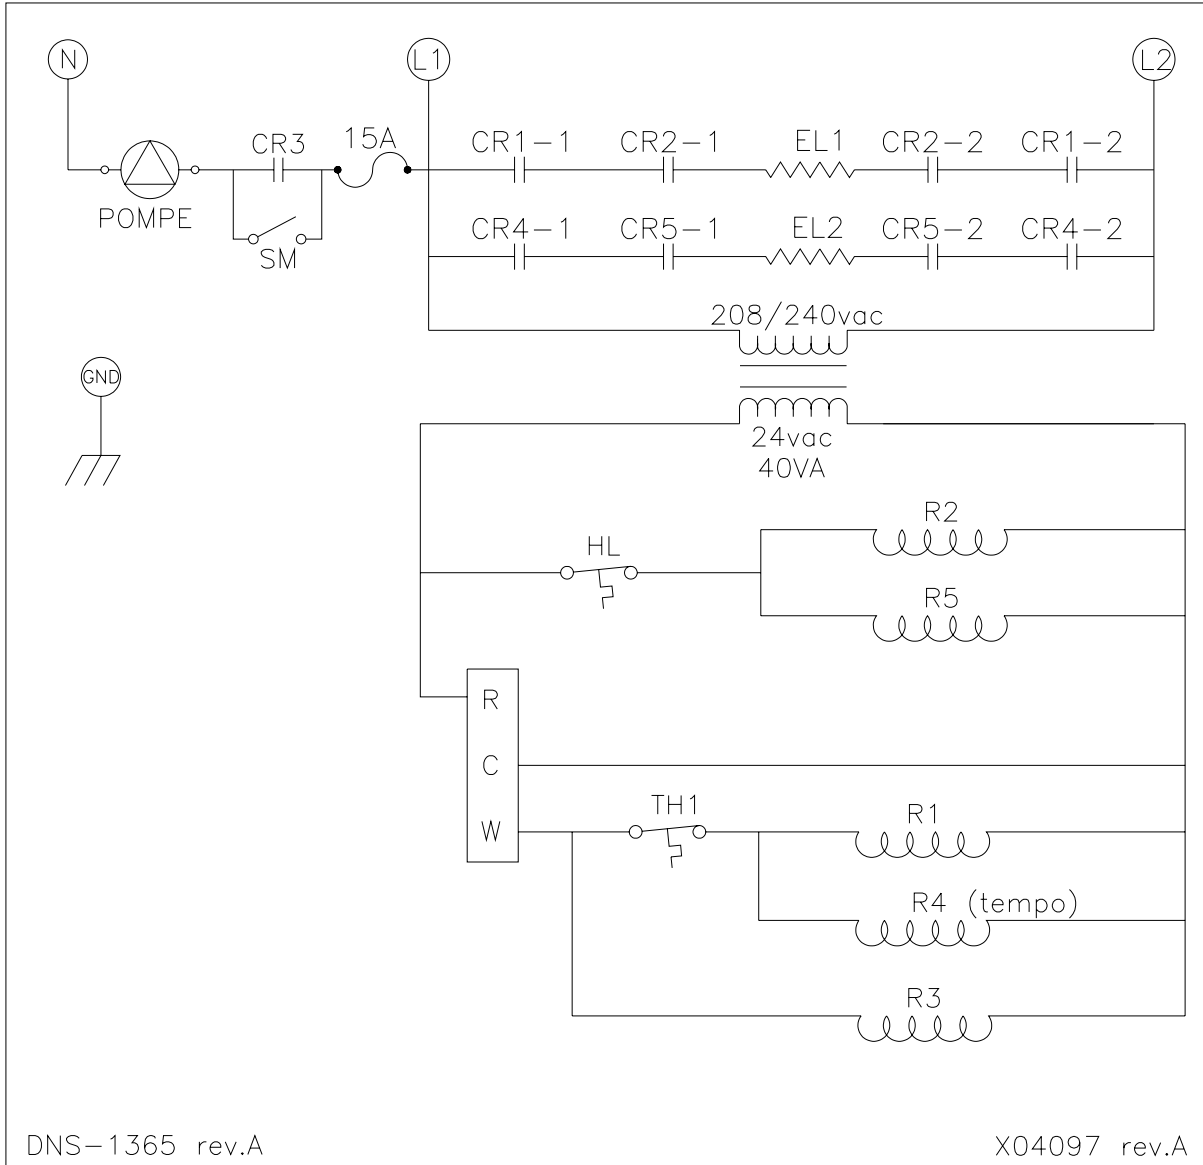 N
L1
L2
CR3
15A
CR1-1
CR2-1
EL1
CR2-2
CR1-2
POMPE
SM
CR4-1
CR5-1
EL2
CR5-2
CR4-2
208/240vac
GND
24vac
40VA
R2
HL
R5
R
C
W
TH1
R1
R4 (tempo)
R3
DNS-1365 rev.A
X04097 rev.A